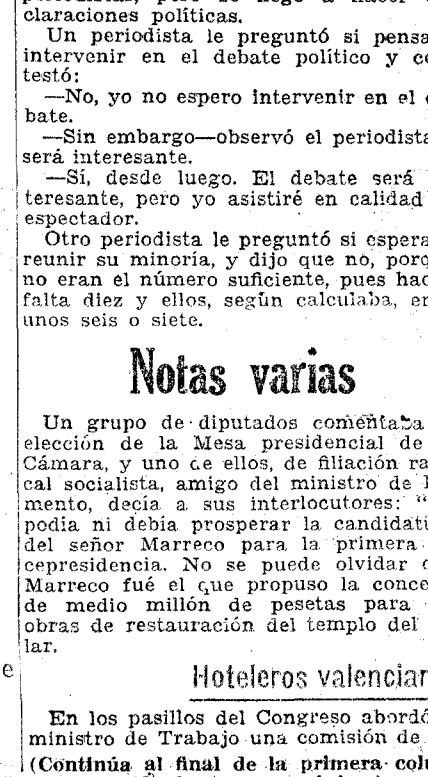 claraciones políticas.
Un periodista le preguntó si pensa
intervenir en el debate político y co
testó:
—No, yo no espero intervenir en el
bate.
—Sin embargo—observó el periodista
será interesante.
—Sí, desde luego. El debate será
teresante, pero yo asistiré en calidad
espectador.
Otro periodista le preguntó si espera
reunir su minoría, y dijo que no, porq
no eran el número suficiente, pues hac
falta diez y ellos, según calculaba, er
unos seis o siete.
Notas varias
Un grupo de diputados comentaba
elección de la Mesa presidencial de
Cámara, y uno de ellos, de filiación ra
cal socialista, amigo del ministro de
mento, decía a sus interlocutores: "
podía ni debía prosperar la candidat
del señor Marreco para la primera
cepresidencia. No se puede olvidar
Marreco fué el que propuso la conce
de medio millón de pesetas para
obras de restauración del templo del
lar.
e
Hoteleros valencian
En los pasillos del Congreso abordó
ministro de Trabajo una comisión de
(Continúa al final de la primera colu